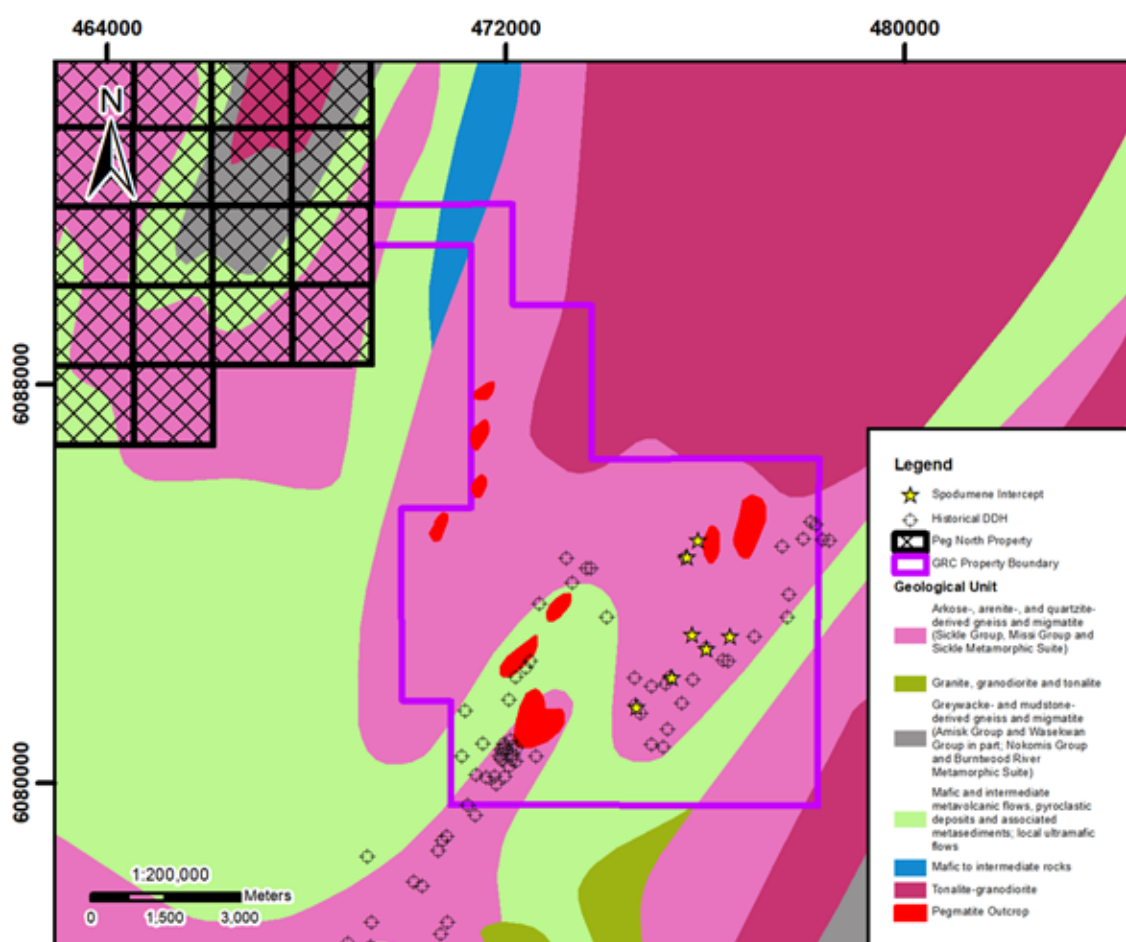 464000
472000
480000
N
6088000
6080000
1:200,000
Meters
0
1,500
3,000
Legend
Spodumene Intercept
Historical DDH
Peg North Property
GRC Property Boundary
Geological Unit
Arkose-, arenite-, and quartzite-
derived gneiss and migmatite
(Sickle Group, Missi Group and
Sickle Metamorphic Suite)
Granite, granodiorite and tonalite
Greywacke- and mudstone-
derived gneiss and migmatite
(Amisk Group and Wasekwan
Group in part; Nokomis Group
and Burntwood River
Metamorphic Suite)
Mafic and intermediate
metavolcanic flows, pyroclastic
deposits and associated
metasediments; local ultramafic
flows
Mafic to intermediate rocks
Tonalite-granodiorite
Pegmatite Outcrop